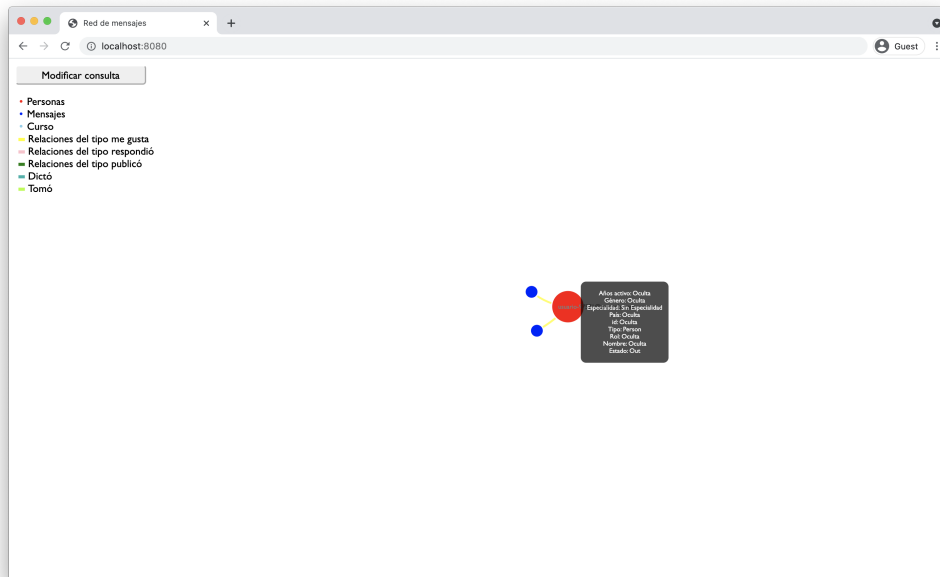 Red de mensajes
localhost:8080
Guest
Modificar consulta
Personas
Mensajes
Curso
Relaciones del tipo me gusta
Relaciones del tipo respondió
Relaciones del tipo publicó
Dictó
Tomó
Años activo: Oculta
Género: Oculta
Especialidad: Sin Especialidad
País: Oculta
id: Oculta
Tipo: Person
Rol: Oculta
Nombre: Oculta
Estado: Out